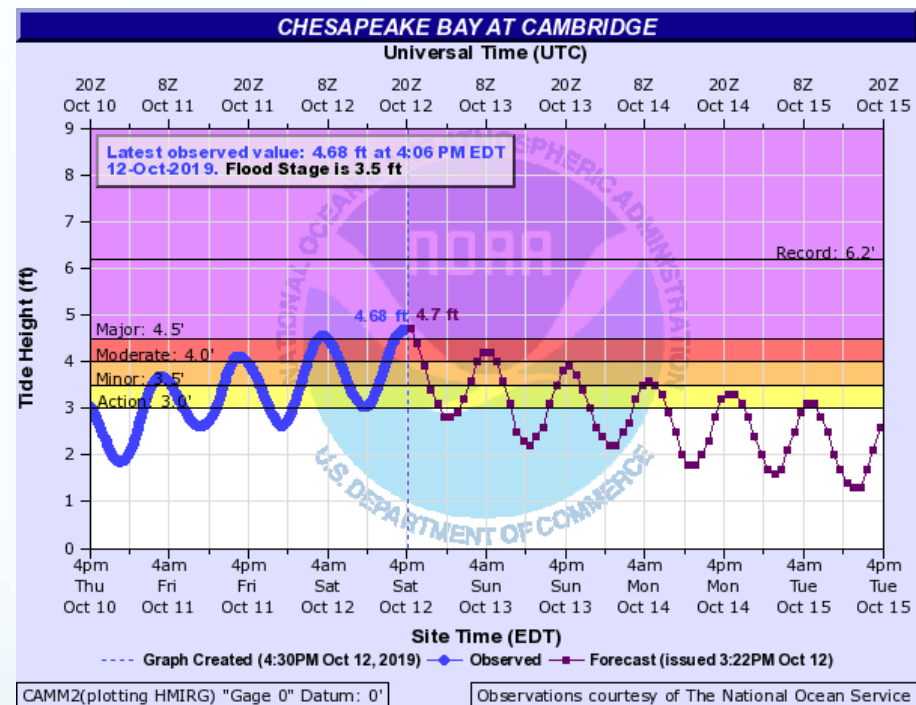 CHESAPEAKE BAY AT CAMBRIDGE
Universal Time (UTC)
20Z 8Z 20Z 8Z 20Z 8Z 20Z 8Z 20Z 8Z 20Z
Oct 10 Oct 11 Oct 11 Oct 12 Oct 12 Oct 13 Oct 13 Oct 14 Oct 14 Oct 15 Oct 15
Latest observed value: 4.68 ft at 4:06 PM EDT
12-Oct-2019. Flood Stage is 3.5 ft
Tide Height (ft)
9
8
7
6
5
4
3
2
1
0
NOAA
U.S. DEPARTMENT OF COMMERCE
Record: 6.2'
4.68 ft 4.7 ft
Major: 4.5'
Moderate: 4.0'
Minor: 3.5'
Action: 3.0'
4pm 4am 4pm 4am 4pm 4am 4pm 4am 4pm 4am 4pm
Thu Fri Fri Sat Sat Sun Sun Mon Mon Tue Tue
Oct 10 Oct 11 Oct 11 Oct 12 Oct 12 Oct 13 Oct 13 Oct 14 Oct 14 Oct 15 Oct 15
Site Time (EDT)
Graph Created (4:30PM Oct 12, 2019) Observed Forecast (issued 3:22PM Oct 12)
CAMM2(plotting HMIRG) "Gage 0" Datum: 0'
Observations courtesy of The National Ocean Service